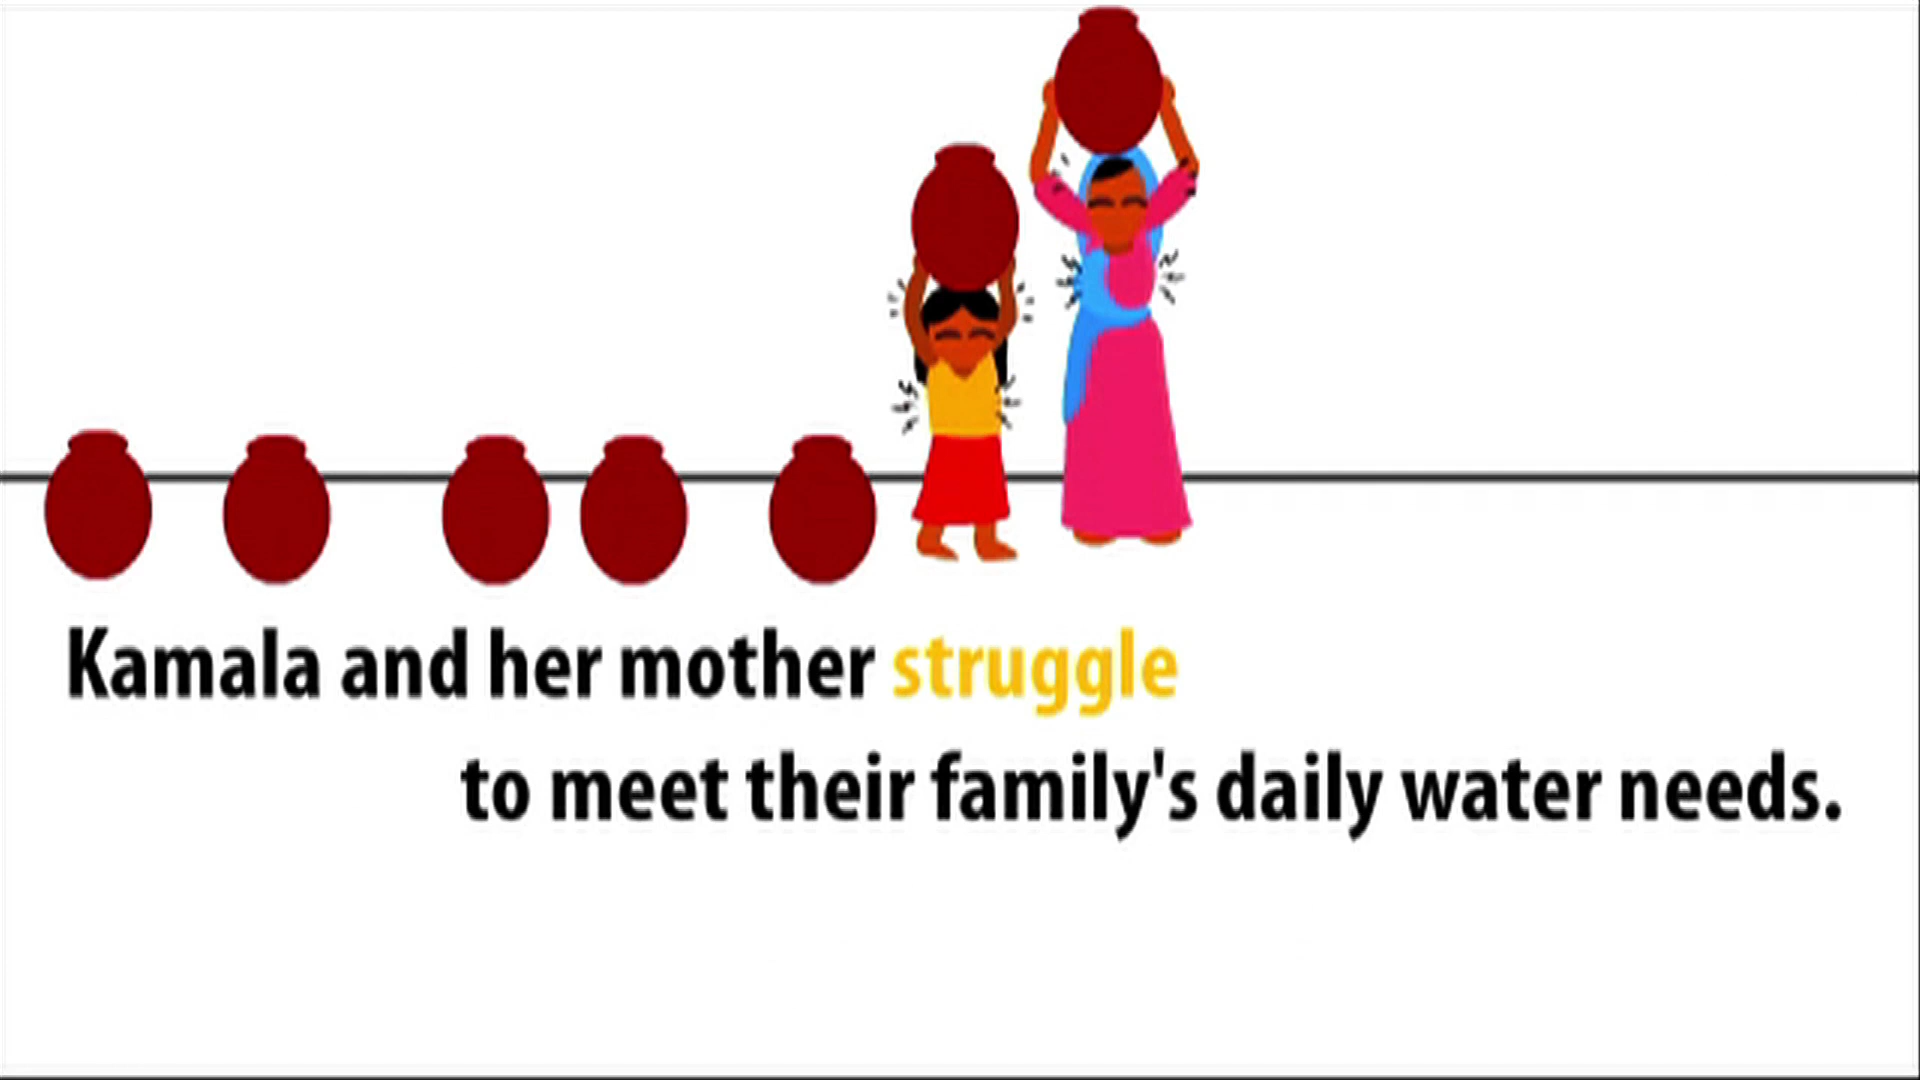 Kamala and her mother struggle
to meet their family's daily water needs.